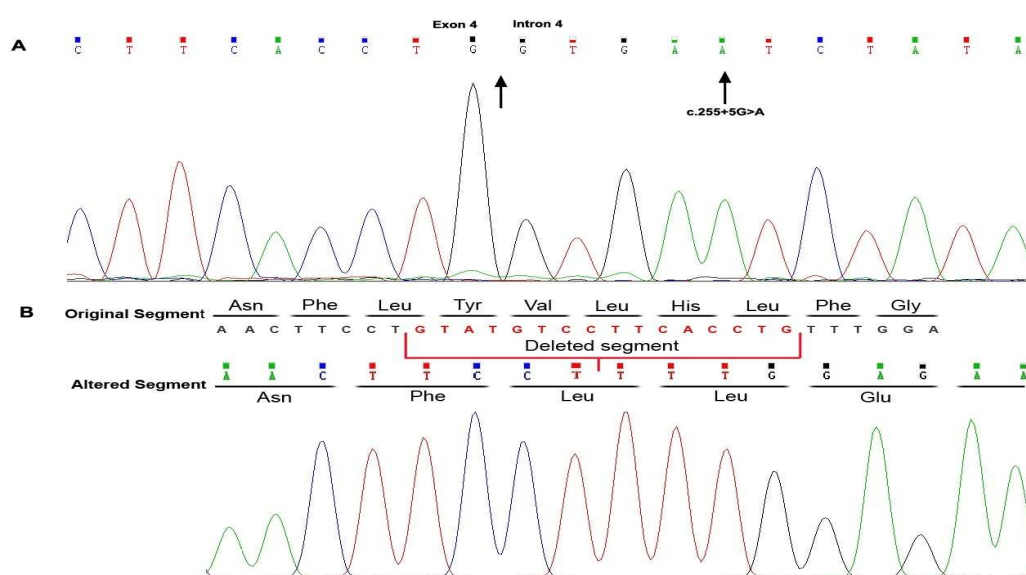 Exon 4 Intron 4
A C T T C A C C T G G T G A A T C T A T A
c.255+5G>A
Asn Phe Leu Tyr Val Leu His Leu Phe Gly
B Original Segment A A C T T C C T G T A T G T C C T T C A C C T G T T T G G A
Deleted segment
A A C T T C C T T T T G G A G A A
Altered Segment
Asn Phe Leu Leu Glu